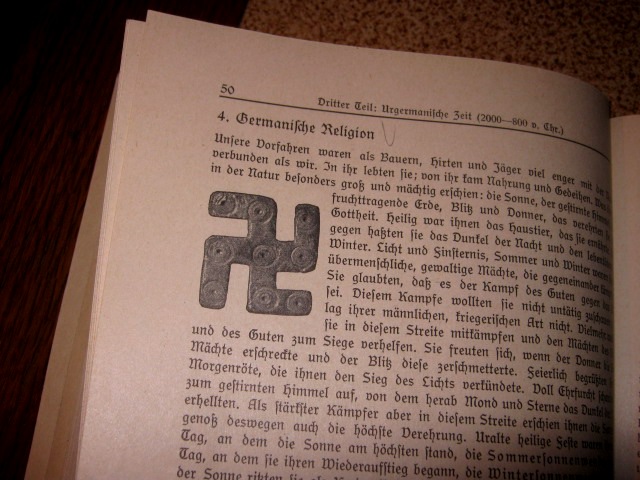 50
Dritter Teil: Urgermanische Zeit (2000—800 v. Chr.)
4. Germanische Religion
Unsere Vorfahren waren als Bauern, Hirten und Jäger viel enger mit der
verbunden als wir. In ihr lebten sie; von ihr kam Nahrung und Gedeihen.
in der Natur besonders groß und mächtig erschien: die Sonne, der gestirnte
fruchttragende Erde, Blitz und Donner, das verehrten
Gottheit. Heilig war ihnen das Haustier, das sie
gegen haßten sie das Dunkel der Nacht und den
Winter. Licht und Finsternis, Sommer und Winter waren
übermenschliche, gewaltige Mächte, die gegeneinander
Sie glaubten, daß es der Kampf des Guten gegen
sei. Diesem Kampfe wollten sie nicht untätig
lag ihrer männlichen, kriegerischen Art nicht.
sie in diesem Streite mitkämpfen und den Mächten
und des Guten zum Siege verhelfen. Sie freuten sich, wenn der Donner
Mächte erschreckte und der Blitz diese zerschmetterte. Feierlich begrüßten
Morgenröte, die ihnen den Sieg des Lichts verkündete. Voll Ehrfurcht
zum gestirnten Himmel auf, von dem herab Mond und Sterne das Dunkel
erhellten. Als stärkster Kämpfer aber in diesem Streite erschien ihnen die
genoß deswegen auch die höchste Verehrung. Uralte heilige Feste waren
Tag, an dem die Sonne am höchsten stand, die
Tag, an dem sie ihren Wiederaufstieg begann, die
der Sonne